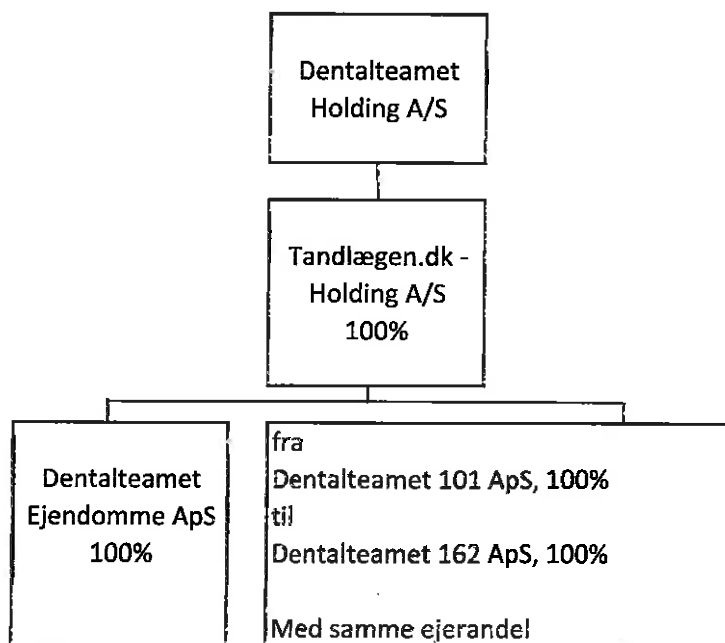 Dentalteamet
Holding A/S
Tandlægen.dk -
Holding A/S
100%
Dentalteamet
Ejendomme ApS
100%
fra
Dentalteamet 101 ApS, 100%
til
Dentalteamet 162 ApS, 100%
Med samme ejerandel